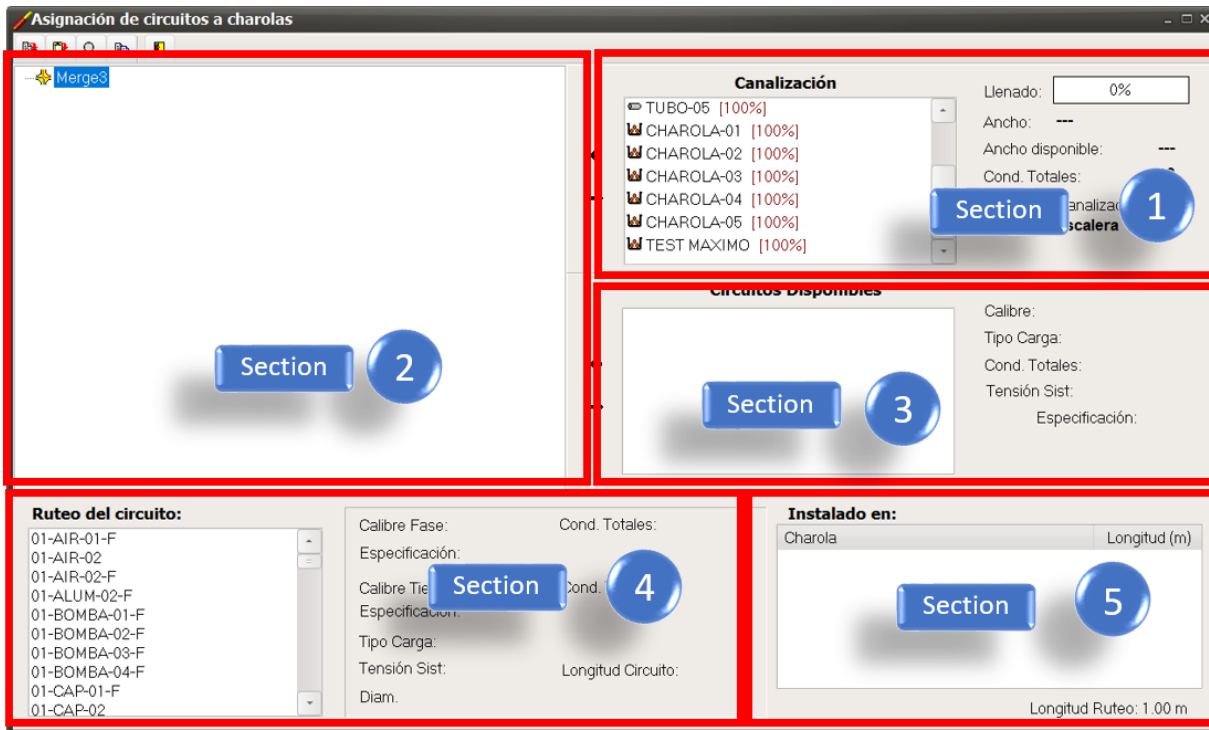 Asignación de circuitos a charolas
Merge3
Canalización
TUBO-05 [100%]
CHAROLA-01 [100%]
CHAROLA-02 [100%]
CHAROLA-03 [100%]
CHAROLA-04 [100%]
CHAROLA-05 [100%]
TEST MAXIMO [100%]
Llenado: 0%
Ancho: ---
Ancho disponible: ---
Cond. Totales:
Section 1
Section 2
Circuitos Disponibles
Calibre:
Tipo Carga:
Cond. Totales:
Tensión Sist:
Especificación:
Section 3
Ruteo del circuito:
01-AIR-01-F
01-AIR-02
01-AIR-02-F
01-ALUM-02-F
01-BOMBA-01-F
01-BOMBA-02-F
01-BOMBA-03-F
01-BOMBA-04-F
01-CAP-01-F
01-CAP-02
Calibre Fase: Cond. Totales:
Especificación:
Calibre Tie Cond.
Especificación:
Tipo Carga:
Tensión Sist: Longitud Circuito:
Diam.
Section 4
Instalado en:
Charola Longitud (m)
Section 5
Longitud Ruteo: 1.00 m